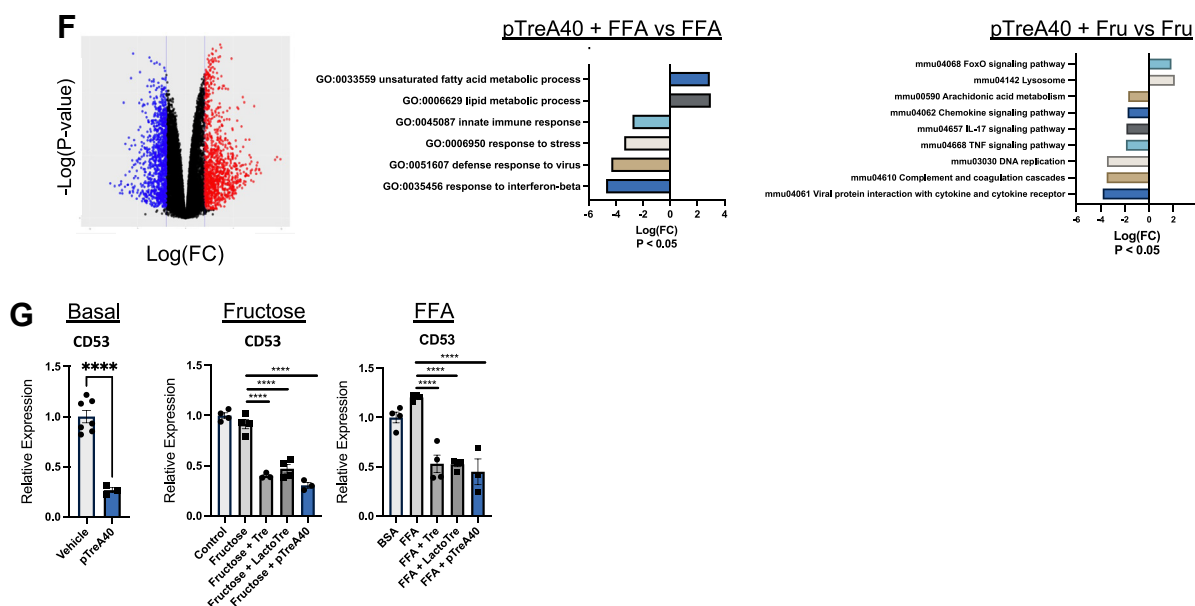 F
-Log(P-value)
Log(FC)
pTreA40 + FFA vs FFA
GO:0033559 unsaturated fatty acid metabolic process
GO:0006629 lipid metabolic process
GO:0045087 innate immune response
GO:0006950 response to stress
GO:0051607 defense response to virus
GO:0035456 response to interferon-beta
-6 -4 -2 0 2 4
Log(FC)
P < 0.05
pTreA40 + Fru vs Fru
mmu04068 FoxO signaling pathway
mmu04142 Lysosome
mmu00590 Arachidonic acid metabolism
mmu04062 Chemokine signaling pathway
mmu04657 IL-17 signaling pathway
mmu04668 TNF signaling pathway
mmu03030 DNA replication
mmu04610 Complement and coagulation cascades
mmu04061 Viral protein interaction with cytokine and cytokine receptor
-6 -4 -2 0 2
Log(FC)
P < 0.05
G
Basal
CD53
Relative Expression
1.5
1.0
0.5
0.0
****
Vehicle
pTreA40
Fructose
CD53
Relative Expression
1.5
1.0
0.5
0.0
****
****
****
Control
Fructose
Fructose + Tre
Fructose + LactoTre
Fructose + pTreA40
FFA
CD53
Relative Expression
1.5
1.0
0.5
0.0
****
****
****
BSA
FFA
FFA + Tre
FFA + LactoTre
FFA + pTreA40